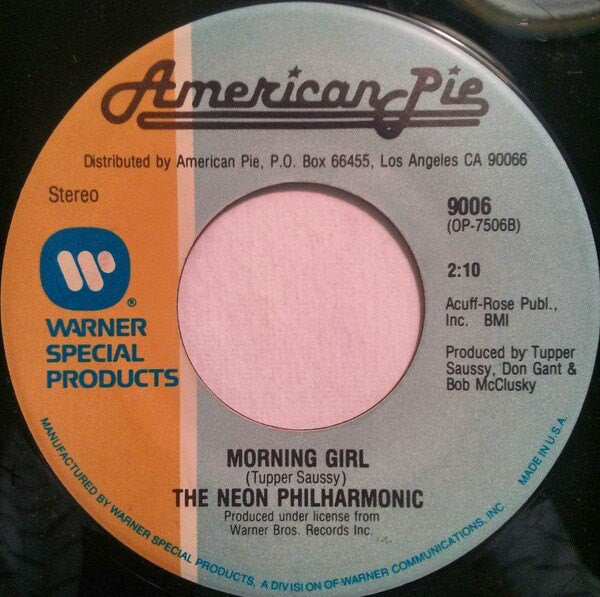 American Pie
Distributed by American Pie, P.O. Box 66455, Los Angeles CA 90066
Stereo
9006
(OP-7506B)
2:10
Acuff-Rose Publ.,
Inc. BMI
Produced by Tupper
Saussy, Don Gant &
Bob McClusky
W
®
WARNER
SPECIAL
PRODUCTS
MORNING GIRL
(Tupper Saussy)
THE NEON PHILHARMONIC
Produced under license from
Warner Bros. Records Inc.
MANUFACTURED BY WARNER SPECIAL PRODUCTS, A DIVISION OF WARNER COMMUNICATIONS, INC.
MADE IN U.S.A.